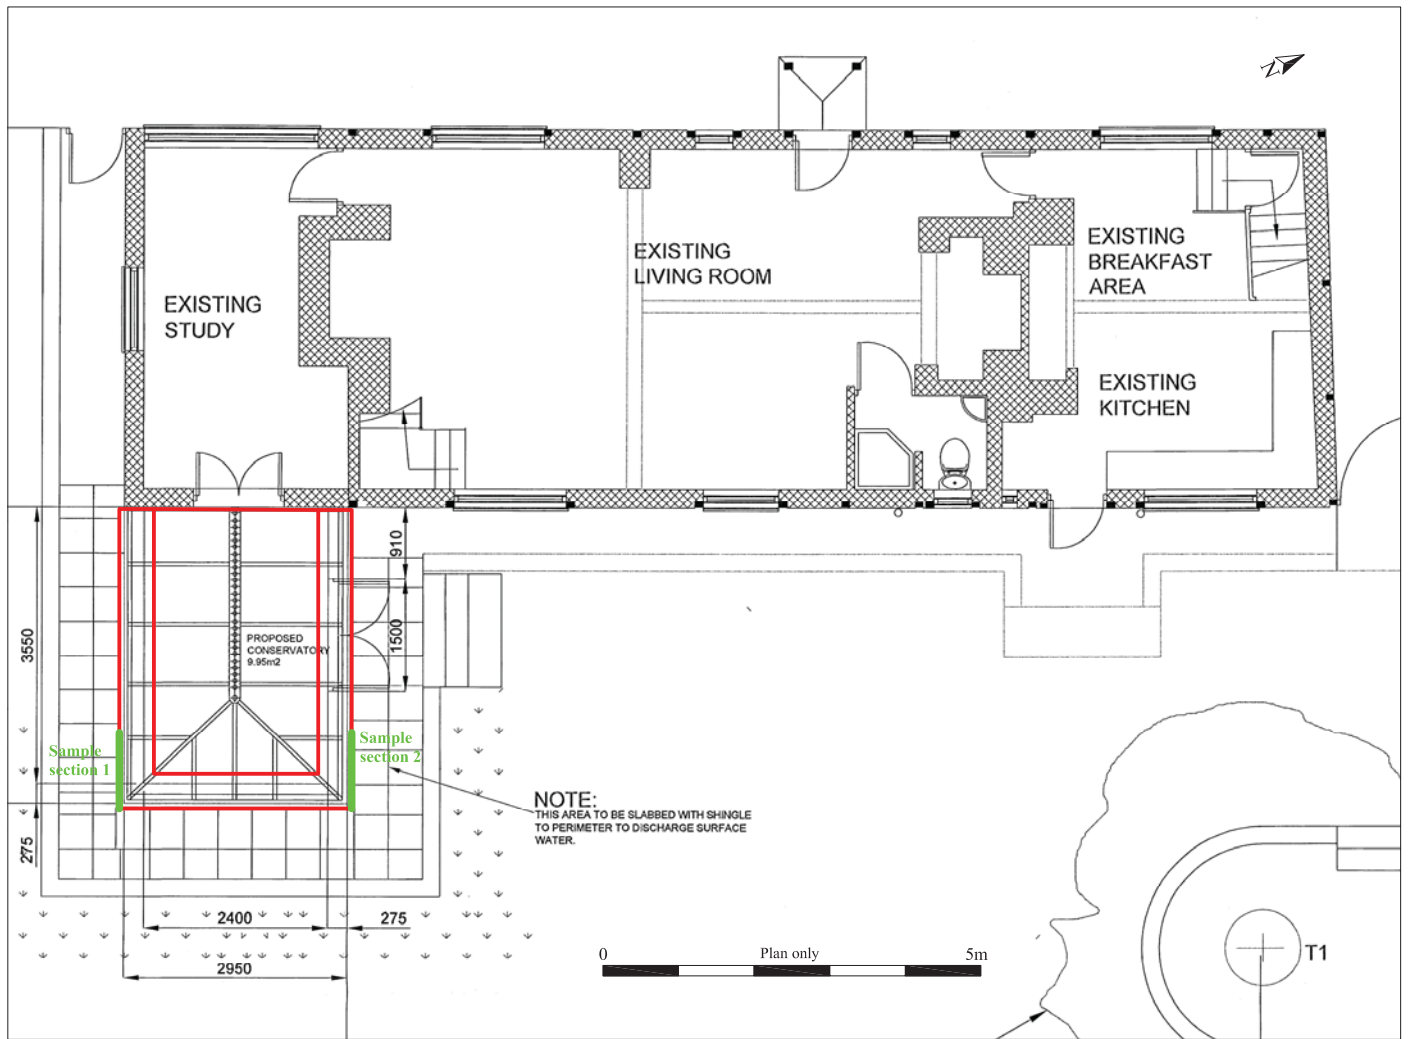 N
EXISTING
STUDY
EXISTING
LIVING ROOM
EXISTING
BREAKFAST
AREA
EXISTING
KITCHEN
910
1500
3550
275
PROPOSED
CONSERVATORY
9.95m2
Sample
section 1
Sample
section 2
NOTE:
THIS AREA TO BE SLABBED WITH SHINGLE
TO PERIMETER TO DISCHARGE SURFACE
WATER.
2400
275
2950
0
Plan only
5m
T1